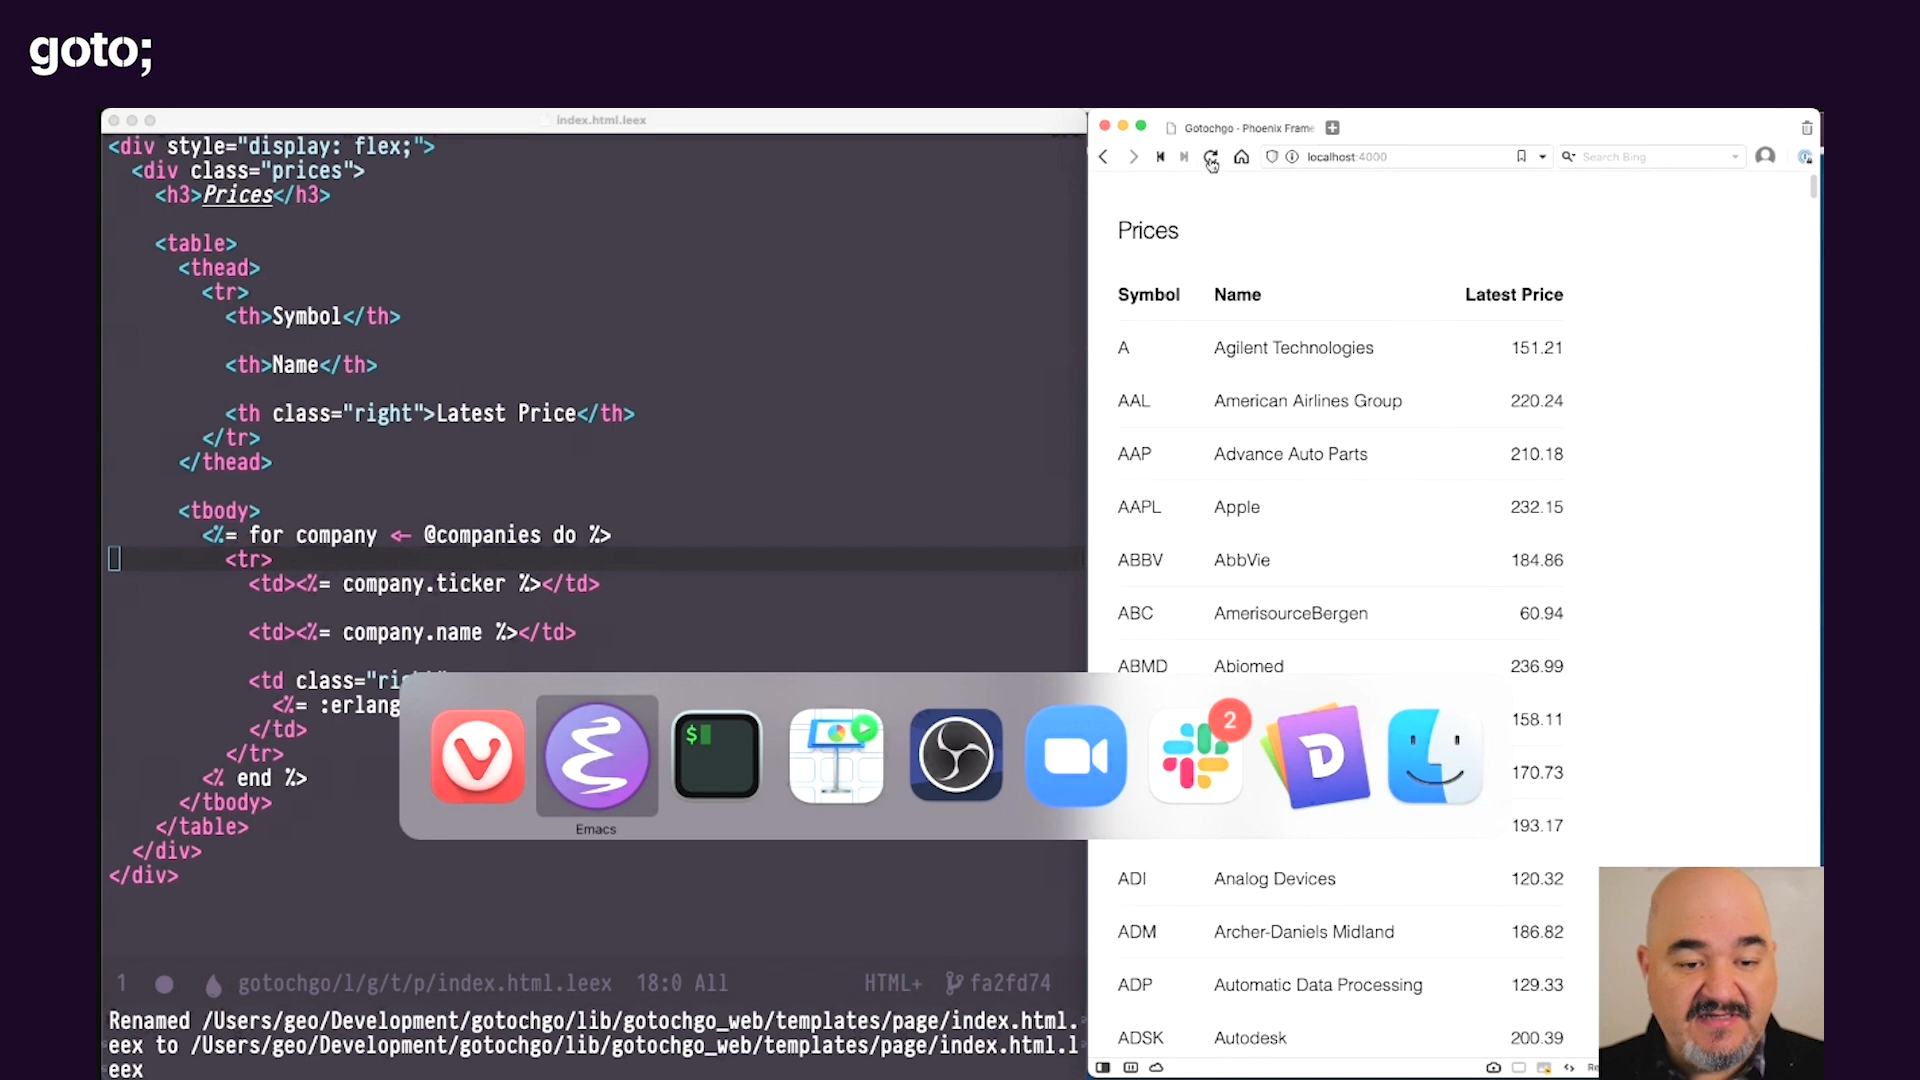 goto;
index.html.leex
<div style="display: flex;">
<div class="prices">
<h3>Prices</h3>
<table>
<thead>
<tr>
<th>Symbol</th>
<th>Name</th>
<th class="right">Latest Price</th>
</tr>
</thead>
<tbody>
<%= for company <- @companies do %>
<tr>
<td><%= company.ticker %></td>
<td><%= company.name %></td>
<td class="ri
<%= :erlang
</td>
</tr>
<% end %>
</tbody>
</table>
</div>
</div>
1 gotochgo/l/g/t/p/index.html.leex 18:0 All HTML+ fa2fd74
Renamed /Users/geo/Development/gotochgo/lib/gotochgo_web/templates/page/index.html.
eex to /Users/geo/Development/gotochgo/lib/gotochgo_web/templates/page/index.html.l
eex
Gotochgo · Phoenix Frame
localhost:4000 Search Bing
Prices
Symbol Name Latest Price
A Agilent Technologies 151.21
AAL American Airlines Group 220.24
AAP Advance Auto Parts 210.18
AAPL Apple 232.15
ABBV AbbVie 184.86
ABC AmerisourceBergen 60.94
ABMD Abiomed 236.99
158.11
170.73
193.17
ADI Analog Devices 120.32
ADM Archer-Daniels Midland 186.82
ADP Automatic Data Processing 129.33
ADSK Autodesk 200.39
Re
$
2
D
Emacs